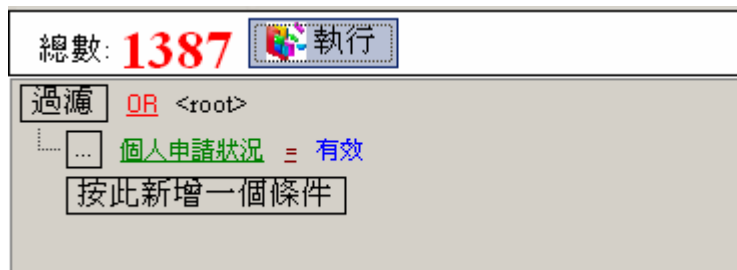 總數: 1387 執行
過濾 OR <root>
... 個人申請狀況 = 有效
按此新增一個條件